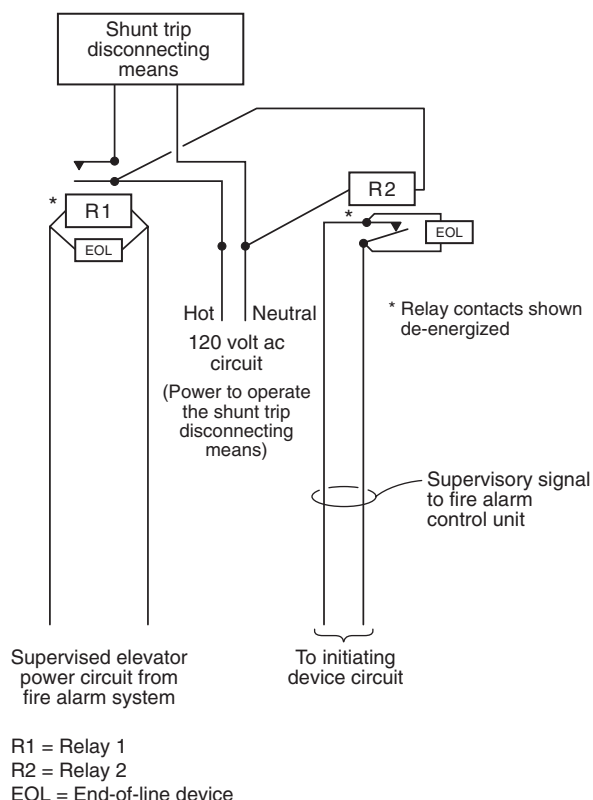 Shunt trip
disconnecting
means
R2
*
R1
*
EOL
EOL
Hot
Neutral
120 volt ac
circuit
(Power to operate
the shunt trip
disconnecting
means)
* Relay contacts shown
de-energized
Supervisory signal
to fire alarm
control unit
Supervised elevator
power circuit from
fire alarm system
To initiating
device circuit
R1 = Relay 1
R2 = Relay 2
EOL = End-of-line device